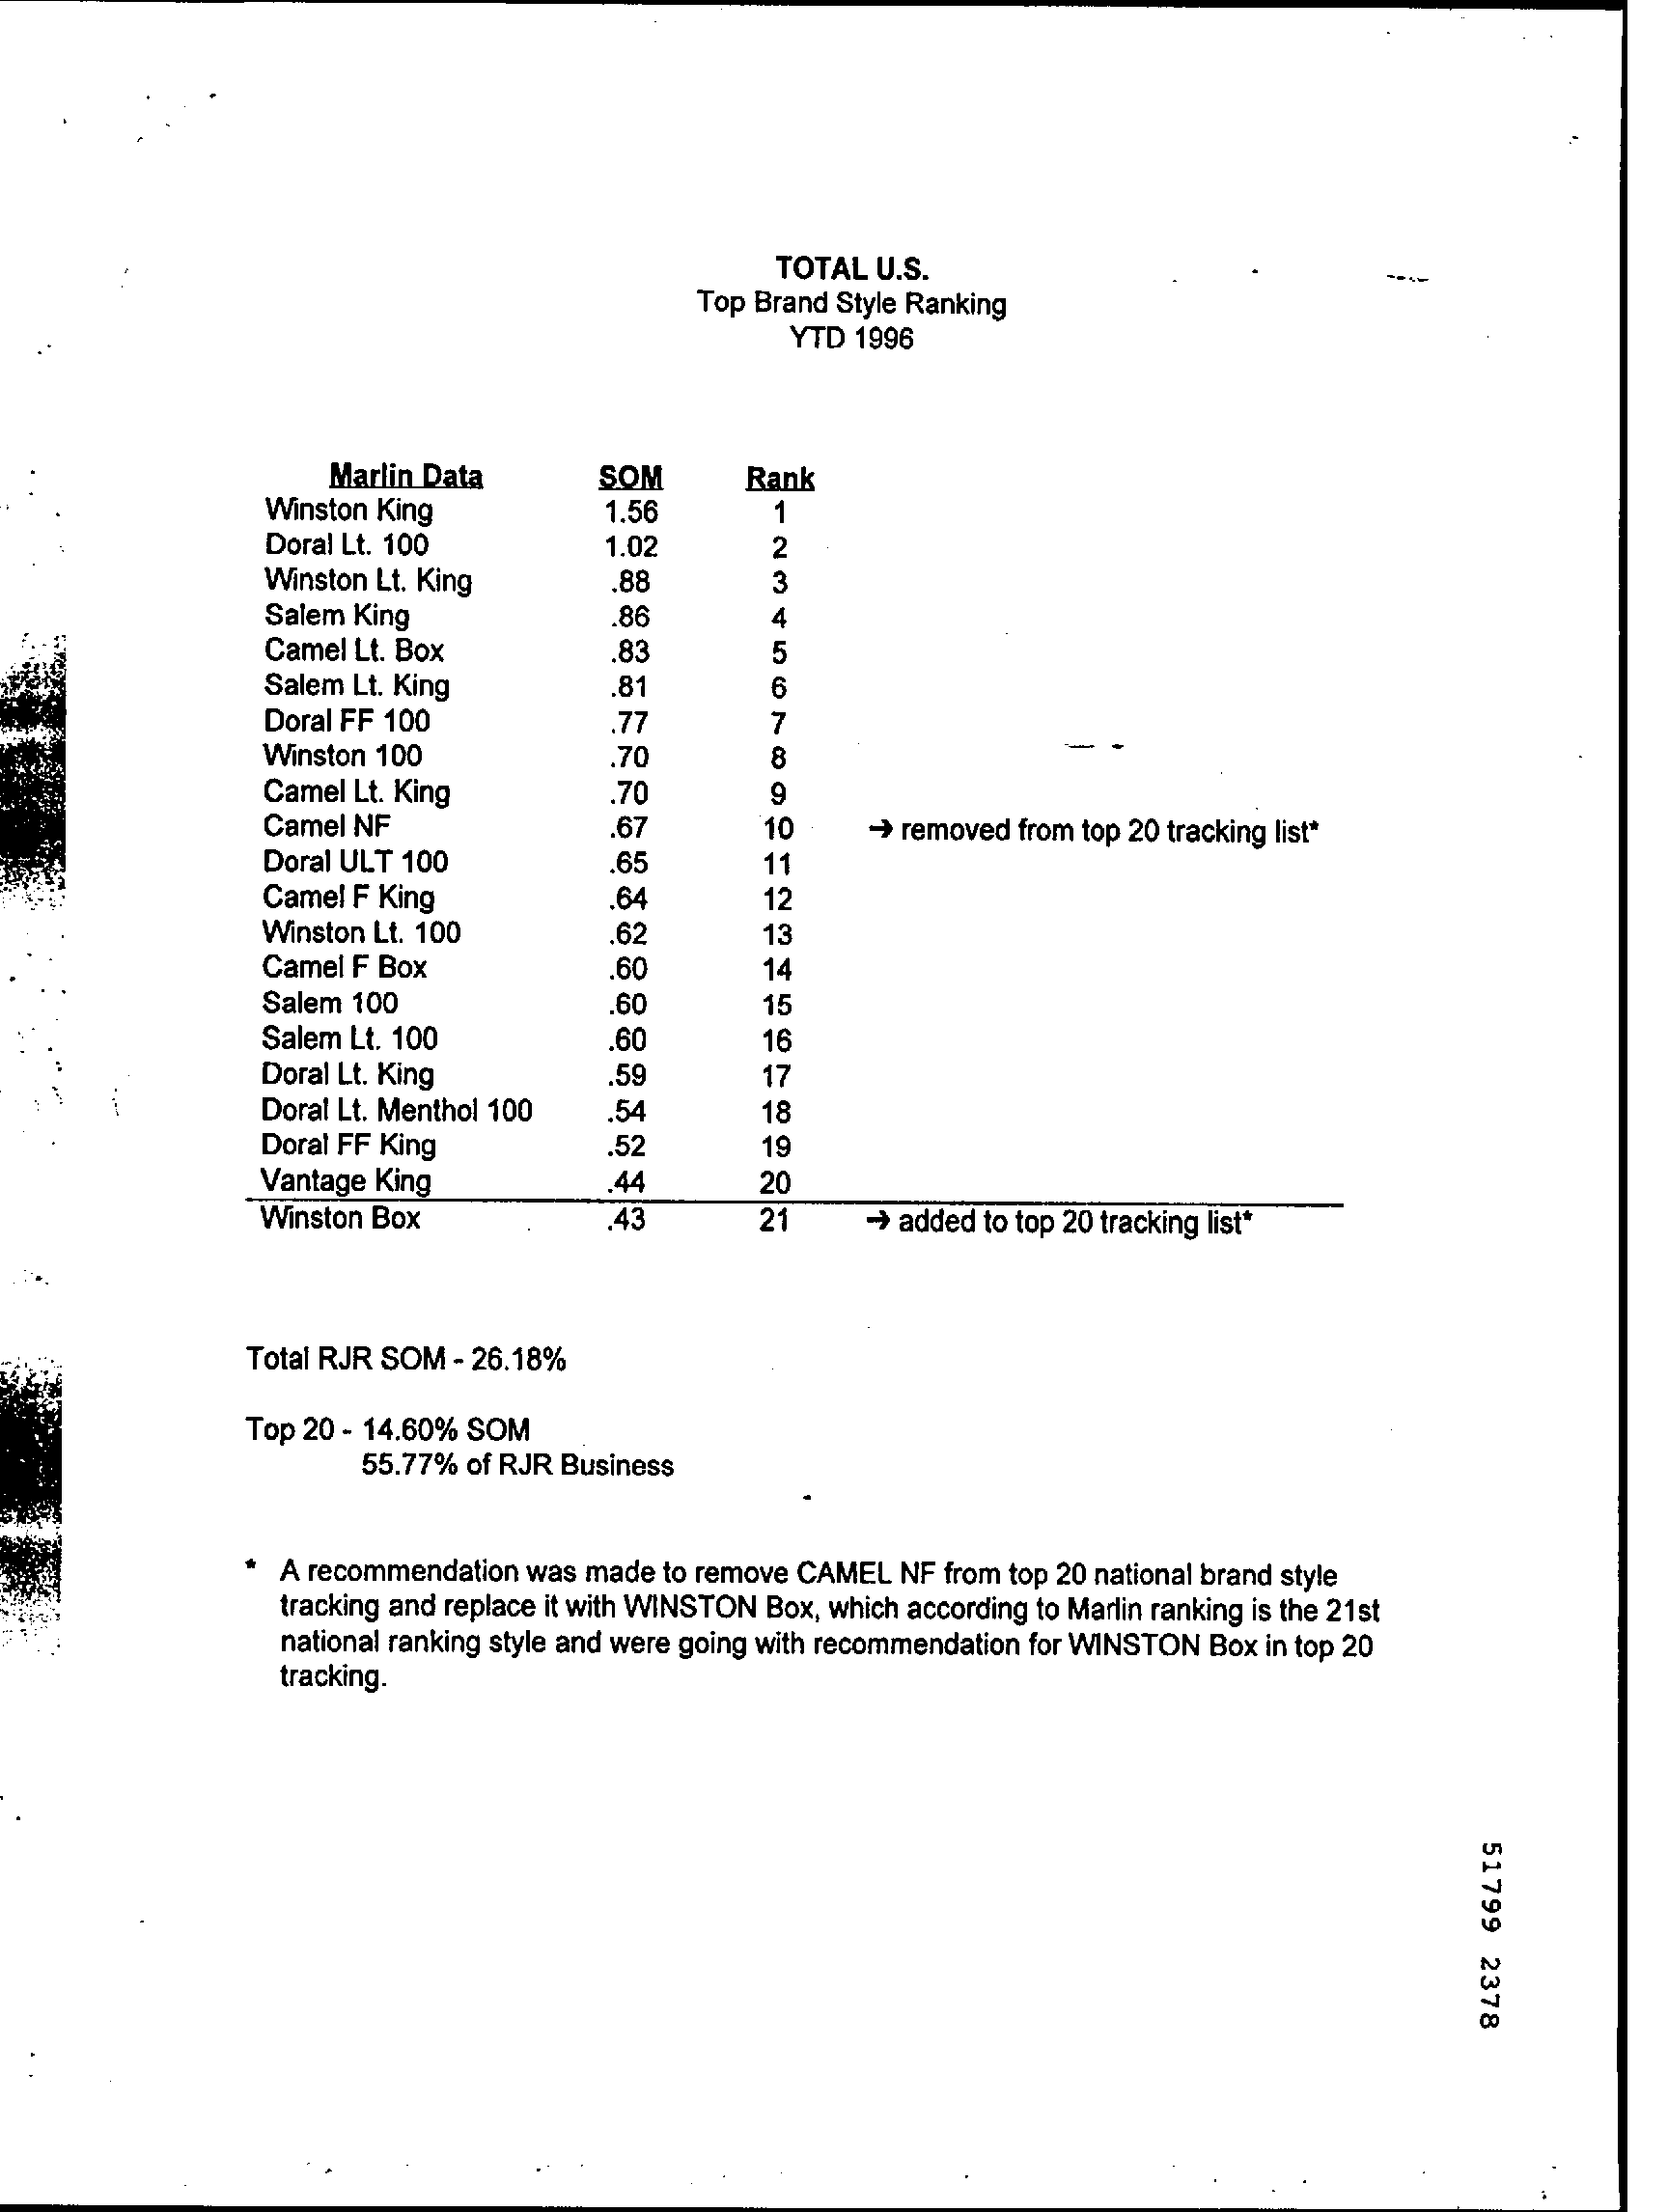 TOTAL U.S.
Top Brand Style Ranking
YTD 1996
Marlin Data SOM Rank
Winston King 1.56 1
Doral Lt. 100 1.02 2
Winston Lt. King .88 3
Salem King .86 4
Camel Lt. Box .83 5
Salem Lt. King .81 6
Doral FF 100 .77 7
Winston 100 .70 8
Camel Lt. King .70 9
Camel NF .67 10 → removed from top 20 tracking list*
Doral ULT 100 .65 11
Camel F King .64 12
Winston Lt. 100 .62 13
Camel F Box .60 14
Salem 100 .60 15
Salem Lt. 100 .60 16
Doral Lt. King .59 17
Doral Lt. Menthol 100 .54 18
Doral FF King .52 19
Vantage King .44 20
Winston Box .43 21 → added to top 20 tracking list*
Total RJR SOM - 26.18%
Top 20 - 14.60% SOM
55.77% of RJR Business
* A recommendation was made to remove CAMEL NF from top 20 national brand style
tracking and replace it with WINSTON Box, which according to Marlin ranking is the 21st
national ranking style and were going with recommendation for WINSTON Box in top 20
tracking.
51799 2378